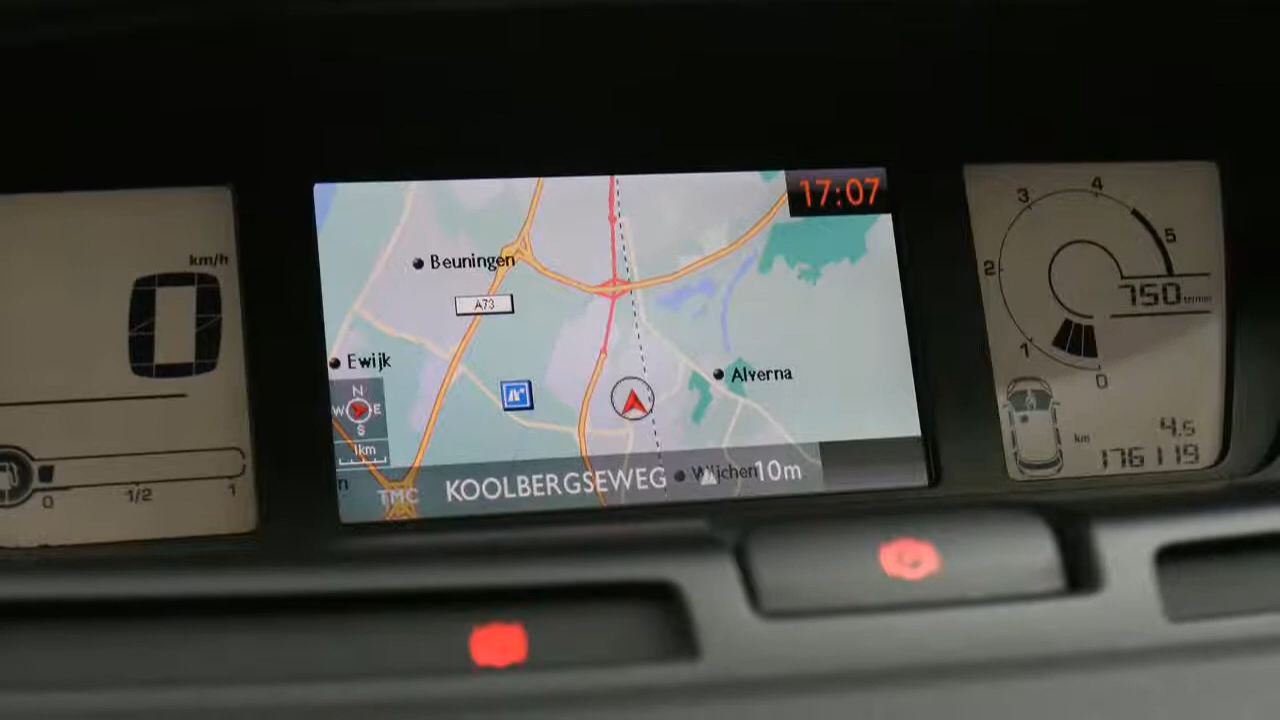 17:07
km/h
0
0 1/2 1
Beuningen
A73
Ewijk
Alverna
N
W E
S
1km
n
TMC
KOOLBERGSEWEG
Wijchen
10m
0 1 2 3 4 5
750
km
4.5
176119